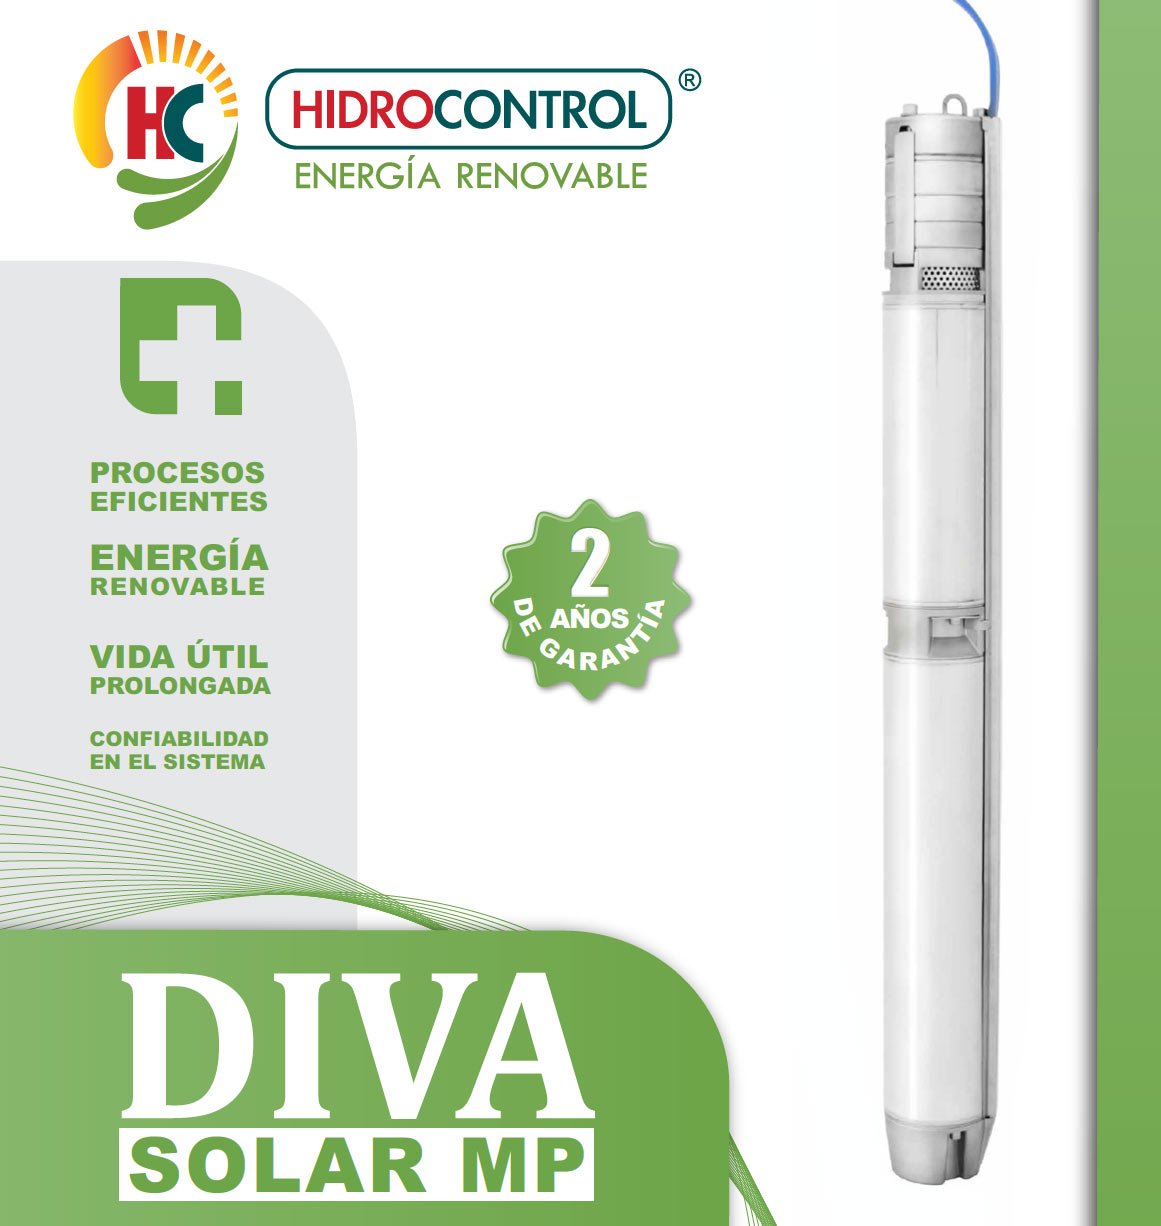 HC
HIDROCONTROL ®
ENERGÍA RENOVABLE
PROCESOS
EFICIENTES
ENERGÍA
RENOVABLE
VIDA ÚTIL
PROLONGADA
CONFIABILIDAD
EN EL SISTEMA
2
AÑOS
DE GARANTÍA
DIVA
SOLAR MP